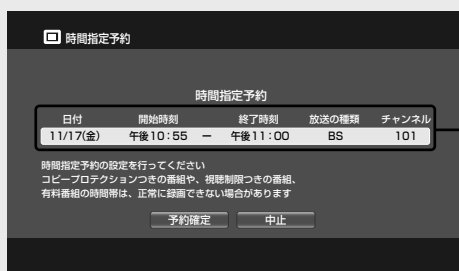 時間指定予約
時間指定予約
日付 開始時刻 終了時刻 放送の種類 チャンネル
11/17(金) 午後10:55 － 午後11:00 BS 101
時間指定予約の設定を行ってください
コピープロテクションつきの番組や、視聴制限つきの番組、
有料番組の時間帯は、正常に録画できない場合があります
予約確定 中止